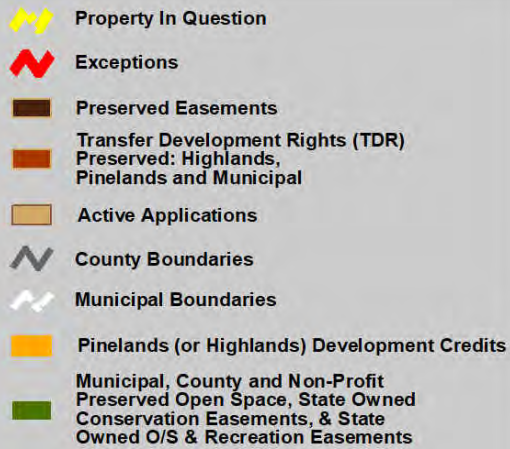 Property In Question
Exceptions
Preserved Easements
Transfer Development Rights (TDR)
Preserved: Highlands,
Pinelands and Municipal
Active Applications
County Boundaries
Municipal Boundaries
Pinelands (or Highlands) Development Credits
Municipal, County and Non-Profit
Preserved Open Space, State Owned
Conservation Easements, & State
Owned O/S & Recreation Easements